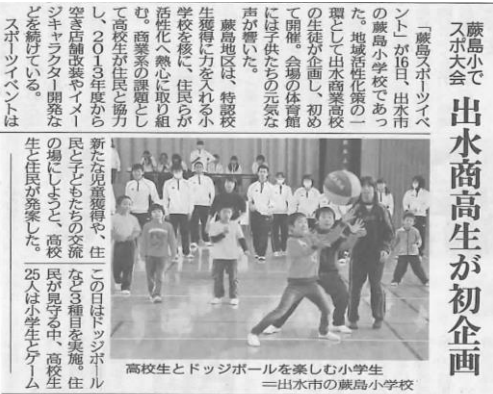 蕨島小で
スポ大会
出水商高生が初企画
「蕨島スポーツイベ
ント」が16日、出水市
の蕨島小学校であっ
た。地域活性化策の一
環として出水商業高校
の生徒が企画し、初め
て開催。会場の体育館
には子供たちの元気な
声が響いた。
蕨島地区は、特認校
生獲得に力を入れる小
学校を核に、住民らが
活性化へ熱心に取り組
む。商業系の課題とし
て高校生が住民と協力
し、2013年度から
空き店舗改装やイメー
ジキャラクター開発な
どを続けている。
スポーツイベントは
新たな児童獲得や、住
民と子どもたちの交流
の場にしようと、高校
生と住民が発案した。
この日はドッジボール
など3種目を実施。住
民が見守る中、高校生
25人は小学生とゲーム
高校生とドッジボールを楽しむ小学生
＝出水市の蕨島小学校